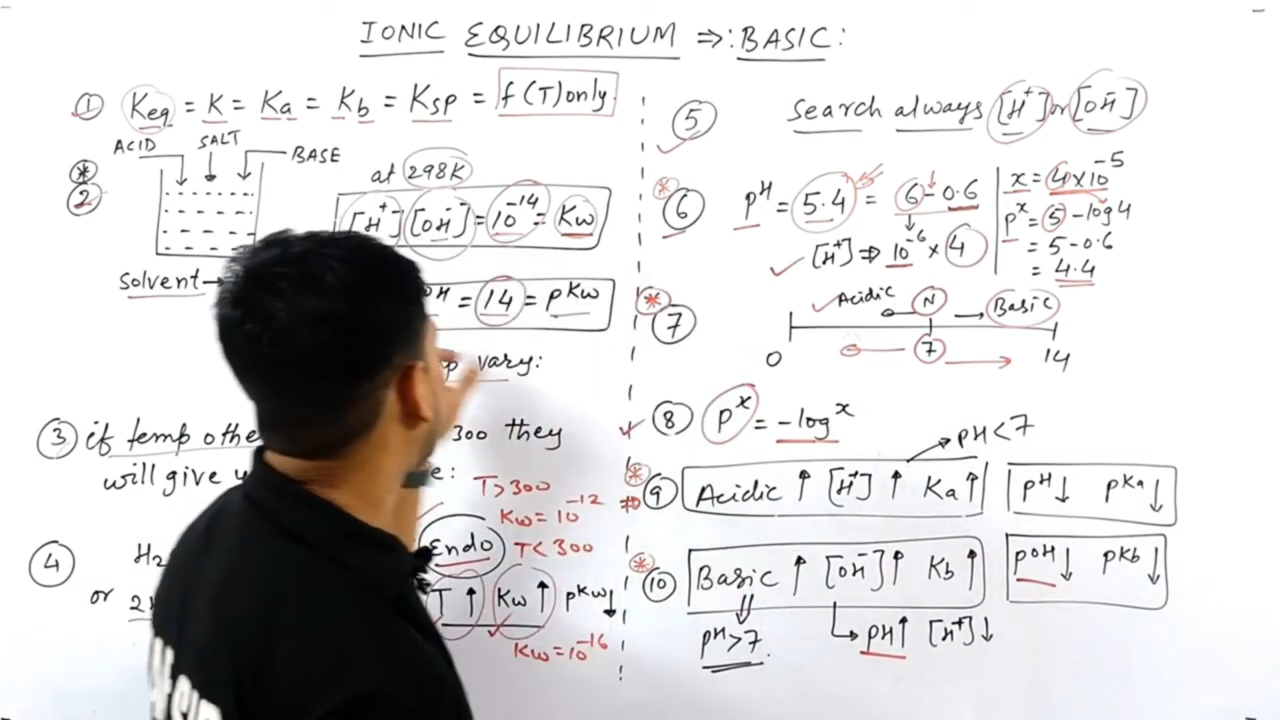 IONIC EQUILIBRIUM ⇒ : BASIC :
① Keq = K = Ka = Kb = Ksp = f(T) only.
② ACID SALT BASE
Solvent →
at 298K
[H⁺] [OH⁻] = 10⁻¹⁴ = Kw
OH = 14 = pKw
vary:
③ if temp 300 they
will give
T > 300
Kw = 10⁻¹²
Endo T < 300
④ H₂
or
T ↑ Kw ↑ pKw ↓
Kw = 10⁻¹⁶
⑤ Search always [H⁺] or [OH⁻]
⑥ pH = 5.4 = 6 - 0.6
[H⁺] ⇒ 10⁻⁶ × 4
x = 4×10⁻⁵
pˣ = 5 - log 4
= 5 - 0.6
= 4.4
⑦ Acidic N → Basic
0 7 14
⑧ pˣ = -logˣ
→ pH < 7
⑨ Acidic ↑ [H⁺] ↑ Ka ↑ pH ↓ pKa ↓
⑩ Basic ↑ [OH⁻] ↑ Kb ↑ pOH ↓ pKb ↓
pH > 7. → pH ↑ [H⁺] ↓